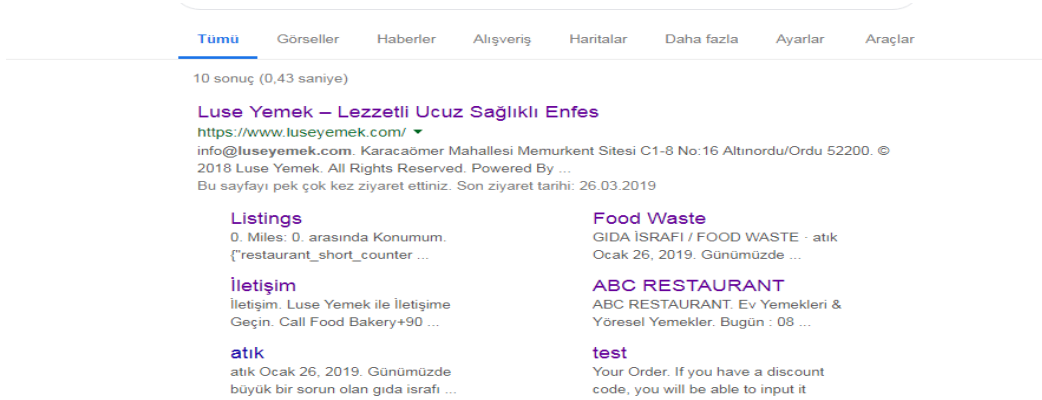 Tümü Görseller Haberler Alışveriş Haritalar Daha fazla Ayarlar Araçlar
10 sonuç (0,43 saniye)
Luse Yemek – Lezzetli Ucuz Sağlıklı Enfes
https://www.luseyemek.com/
info@luseyemek.com. Karacaömer Mahallesi Memurkent Sitesi C1-8 No:16 Altınordu/Ordu 52200. ©
2018 Luse Yemek. All Rights Reserved. Powered By ...
Bu sayfayı pek çok kez ziyaret ettiniz. Son ziyaret tarihi: 26.03.2019
Listings
0. Miles: 0. arasında Konumum.
{"restaurant_short_counter ...
Food Waste
GIDA İSRAFI / FOOD WASTE · atık
Ocak 26, 2019. Günümüzde ...
İletişim
İletişim. Luse Yemek ile İletişime
Geçin. Call Food Bakery+90 ...
ABC RESTAURANT
ABC RESTAURANT. Ev Yemekleri &
Yöresel Yemekler. Bugün : 08 ...
atık
atık Ocak 26, 2019. Günümüzde
büyük bir sorun olan gıda israfı ...
test
Your Order. If you have a discount
code, you will be able to input it